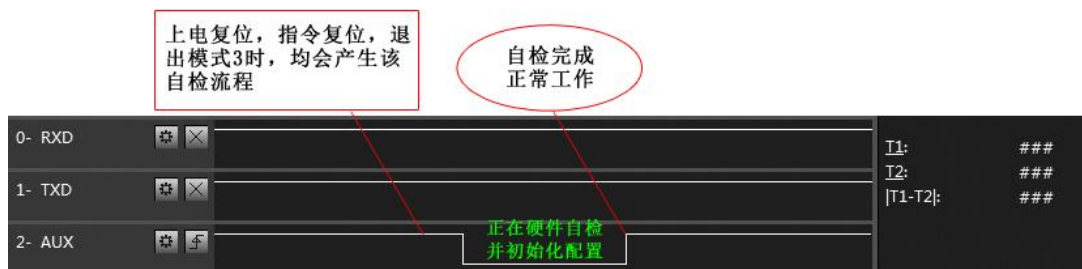 上电复位，指令复位，退
出模式3时，均会产生该
自检流程
自检完成
正常工作
0- RXD
T1: ###
T2: ###
1- TXD
|T1-T2|: ###
正在硬件自检
2- AUX
并初始化配置